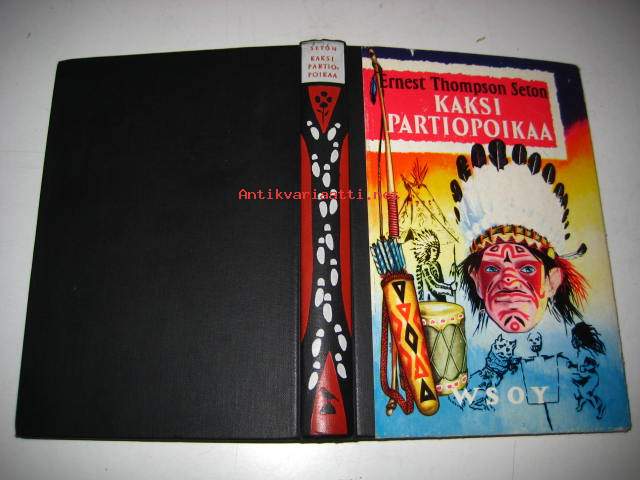 SETON
KAKSI
PARTIO-
POIKAA
Ernest Thompson Seton
KAKSI
PARTIOPOIKAA
WSOY
Antikvariaatti.net